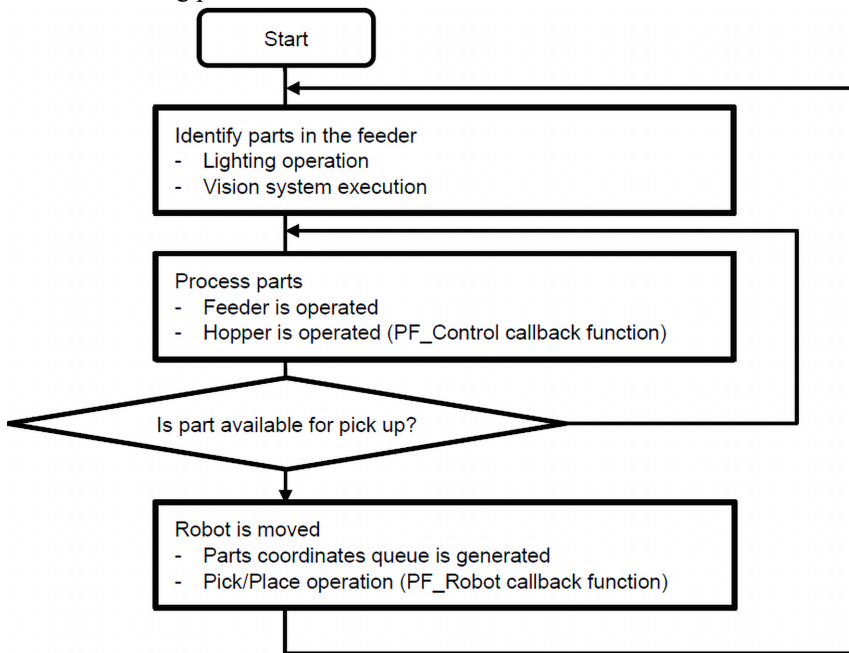 Start
Identify parts in the feeder
- Lighting operation
- Vision system execution
Process parts
- Feeder is operated
- Hopper is operated (PF_Control callback function)
Is part available for pick up?
Robot is moved
- Parts coordinates queue is generated
- Pick/Place operation (PF_Robot callback function)